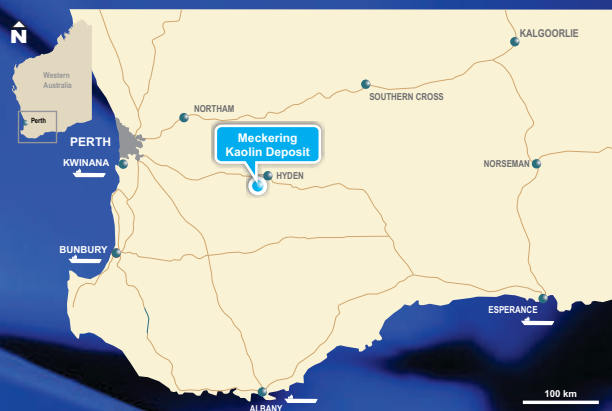 N
Western
Australia
Perth
KALGOORLIE
SOUTHERN CROSS
NORTHAM
PERTH
Meckering
Kaolin Deposit
KWINANA
HYDEN
NORSEMAN
BUNBURY
ESPERANCE
100 km
ALBANY